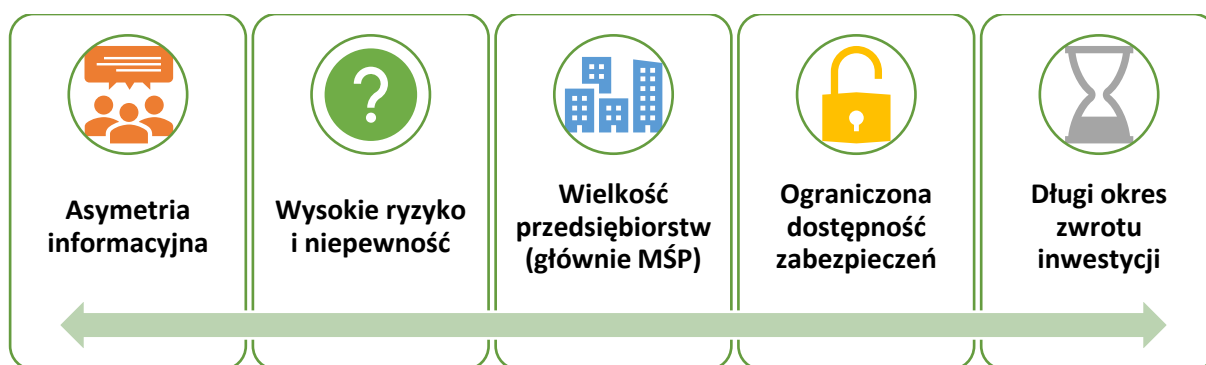 Asymetria
informacyjna
Wysokie ryzyko
i niepewność
Wielkość
przedsiębiorstw
(głównie MŚP)
Ograniczona
dostępność
zabezpieczeń
Długi okres
zwrotu
inwestycji